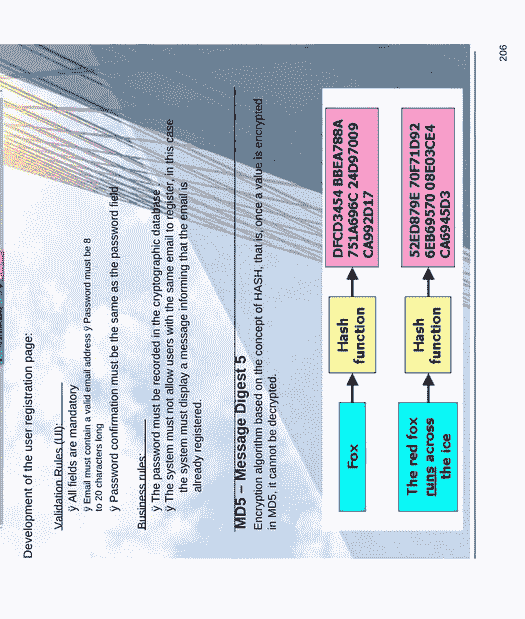 206
Development of the user registration page:
Validation Rules (UI):
ÿ All fields are mandatory
ÿ Email must contain a valid email address ÿ Password must be 8
to 20 characters long
ÿ Password confirmation must be the same as the password field
Business rules:
ÿ The password must be recorded in the cryptographic database
ÿ The system must not allow users with the same email to register, in this case
the system must display a message informing that the email is
already registered.
MD5 – Message Digest 5
Encryption algorithm based on the concept of HASH, that is, once a value is encrypted
in MD5, it cannot be decrypted.
Fox
Hash
function
DFCD3454 BBEA788A
751A696C 24D97009
CA992D17
The red fox
runs across
the ice
Hash
function
52ED879E 70F71D92
6EB69570 08E03CE4
CA6945D3